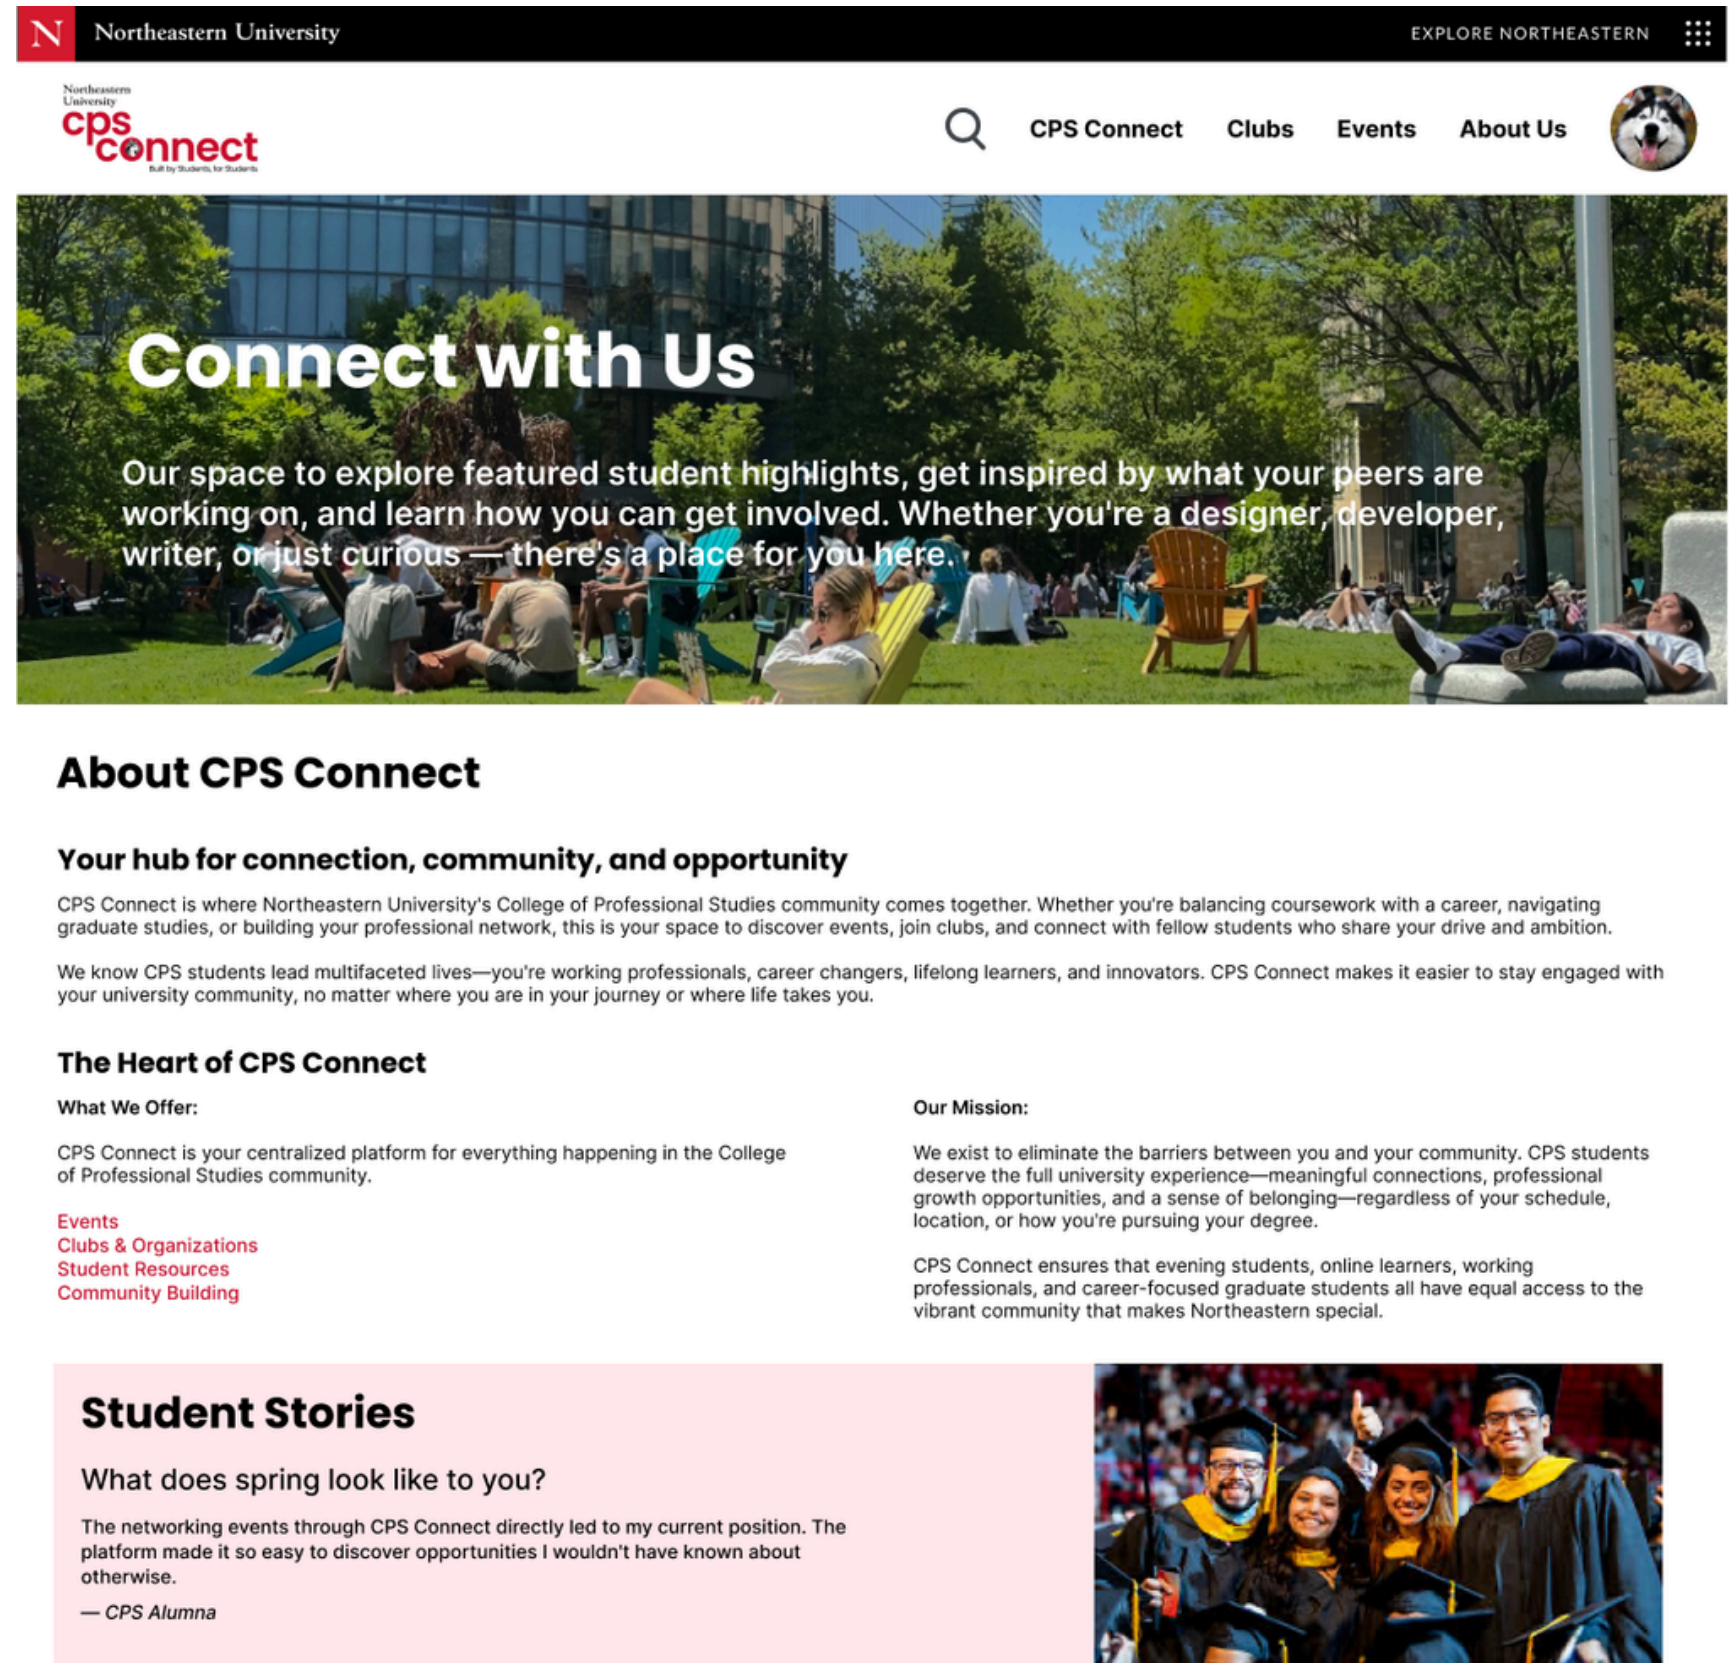 N Northeastern University EXPLORE NORTHEASTERN
Northeastern
University
cps
connect
Built by Students, for Students
CPS Connect Clubs Events About Us
Connect with Us
Our space to explore featured student highlights, get inspired by what your peers are
working on, and learn how you can get involved. Whether you're a designer, developer,
writer, or just curious — there's a place for you here.
About CPS Connect
Your hub for connection, community, and opportunity
CPS Connect is where Northeastern University's College of Professional Studies community comes together. Whether you're balancing coursework with a career, navigating
graduate studies, or building your professional network, this is your space to discover events, join clubs, and connect with fellow students who share your drive and ambition.
We know CPS students lead multifaceted lives—you're working professionals, career changers, lifelong learners, and innovators. CPS Connect makes it easier to stay engaged with
your university community, no matter where you are in your journey or where life takes you.
The Heart of CPS Connect
What We Offer:
CPS Connect is your centralized platform for everything happening in the College
of Professional Studies community.
Events
Clubs & Organizations
Student Resources
Community Building
Our Mission:
We exist to eliminate the barriers between you and your community. CPS students
deserve the full university experience—meaningful connections, professional
growth opportunities, and a sense of belonging—regardless of your schedule,
location, or how you're pursuing your degree.
CPS Connect ensures that evening students, online learners, working
professionals, and career-focused graduate students all have equal access to the
vibrant community that makes Northeastern special.
Student Stories
What does spring look like to you?
The networking events through CPS Connect directly led to my current position. The
platform made it so easy to discover opportunities I wouldn't have known about
otherwise.
— CPS Alumna